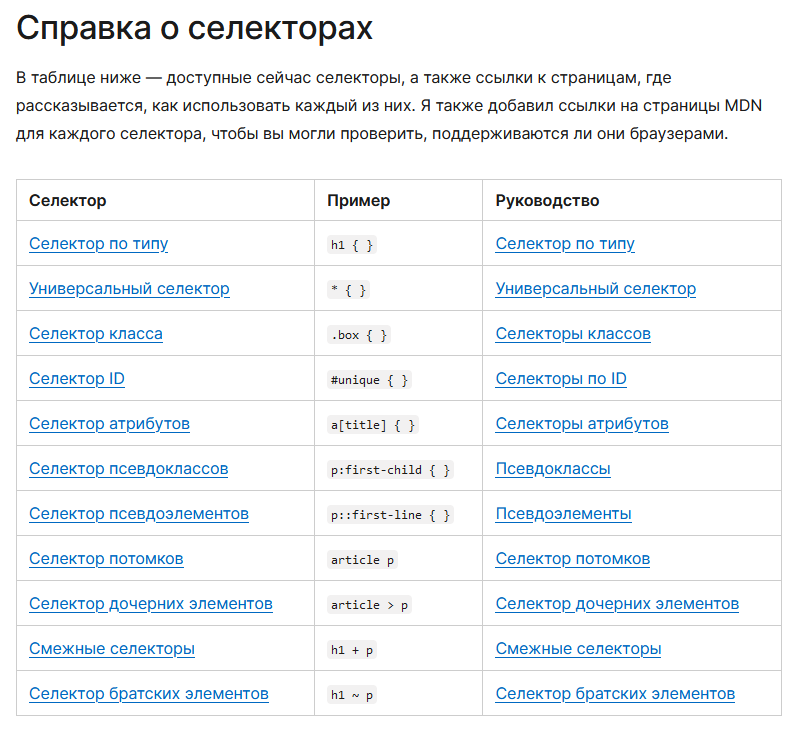 Справка о селекторах
В таблице ниже — доступные сейчас селекторы, а также ссылки к страницам, где
рассказывается, как использовать каждый из них. Я также добавил ссылки на страницы MDN
для каждого селектора, чтобы вы могли проверить, поддерживаются ли они браузерами.
Селектор Пример Руководство
Селектор по типу h1 { } Селектор по типу
Универсальный селектор * { } Универсальный селектор
Селектор класса .box { } Селекторы классов
Селектор ID #unique { } Селекторы по ID
Селектор атрибутов a[title] { } Селекторы атрибутов
Селектор псевдоклассов p:first-child { } Псевдоклассы
Селектор псевдоэлементов p::first-line { } Псевдоэлементы
Селектор потомков article p Селектор потомков
Селектор дочерних элементов article > p Селектор дочерних элементов
Смежные селекторы h1 + p Смежные селекторы
Селектор братских элементов h1 ~ p Селектор братских элементов